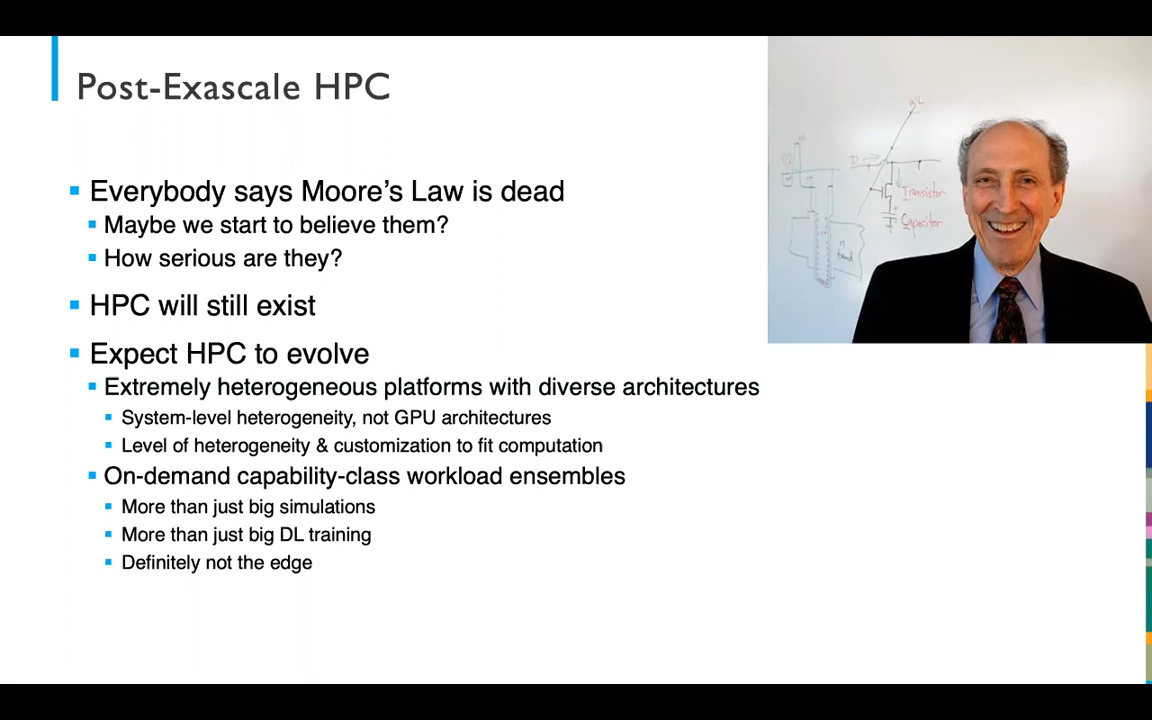 Post-Exascale HPC
Everybody says Moore's Law is dead
Maybe we start to believe them?
How serious are they?
HPC will still exist
Expect HPC to evolve
Extremely heterogeneous platforms with diverse architectures
System-level heterogeneity, not GPU architectures
Level of heterogeneity & customization to fit computation
On-demand capability-class workload ensembles
More than just big simulations
More than just big DL training
Definitely not the edge
WL
D
Transistor
Capacitor